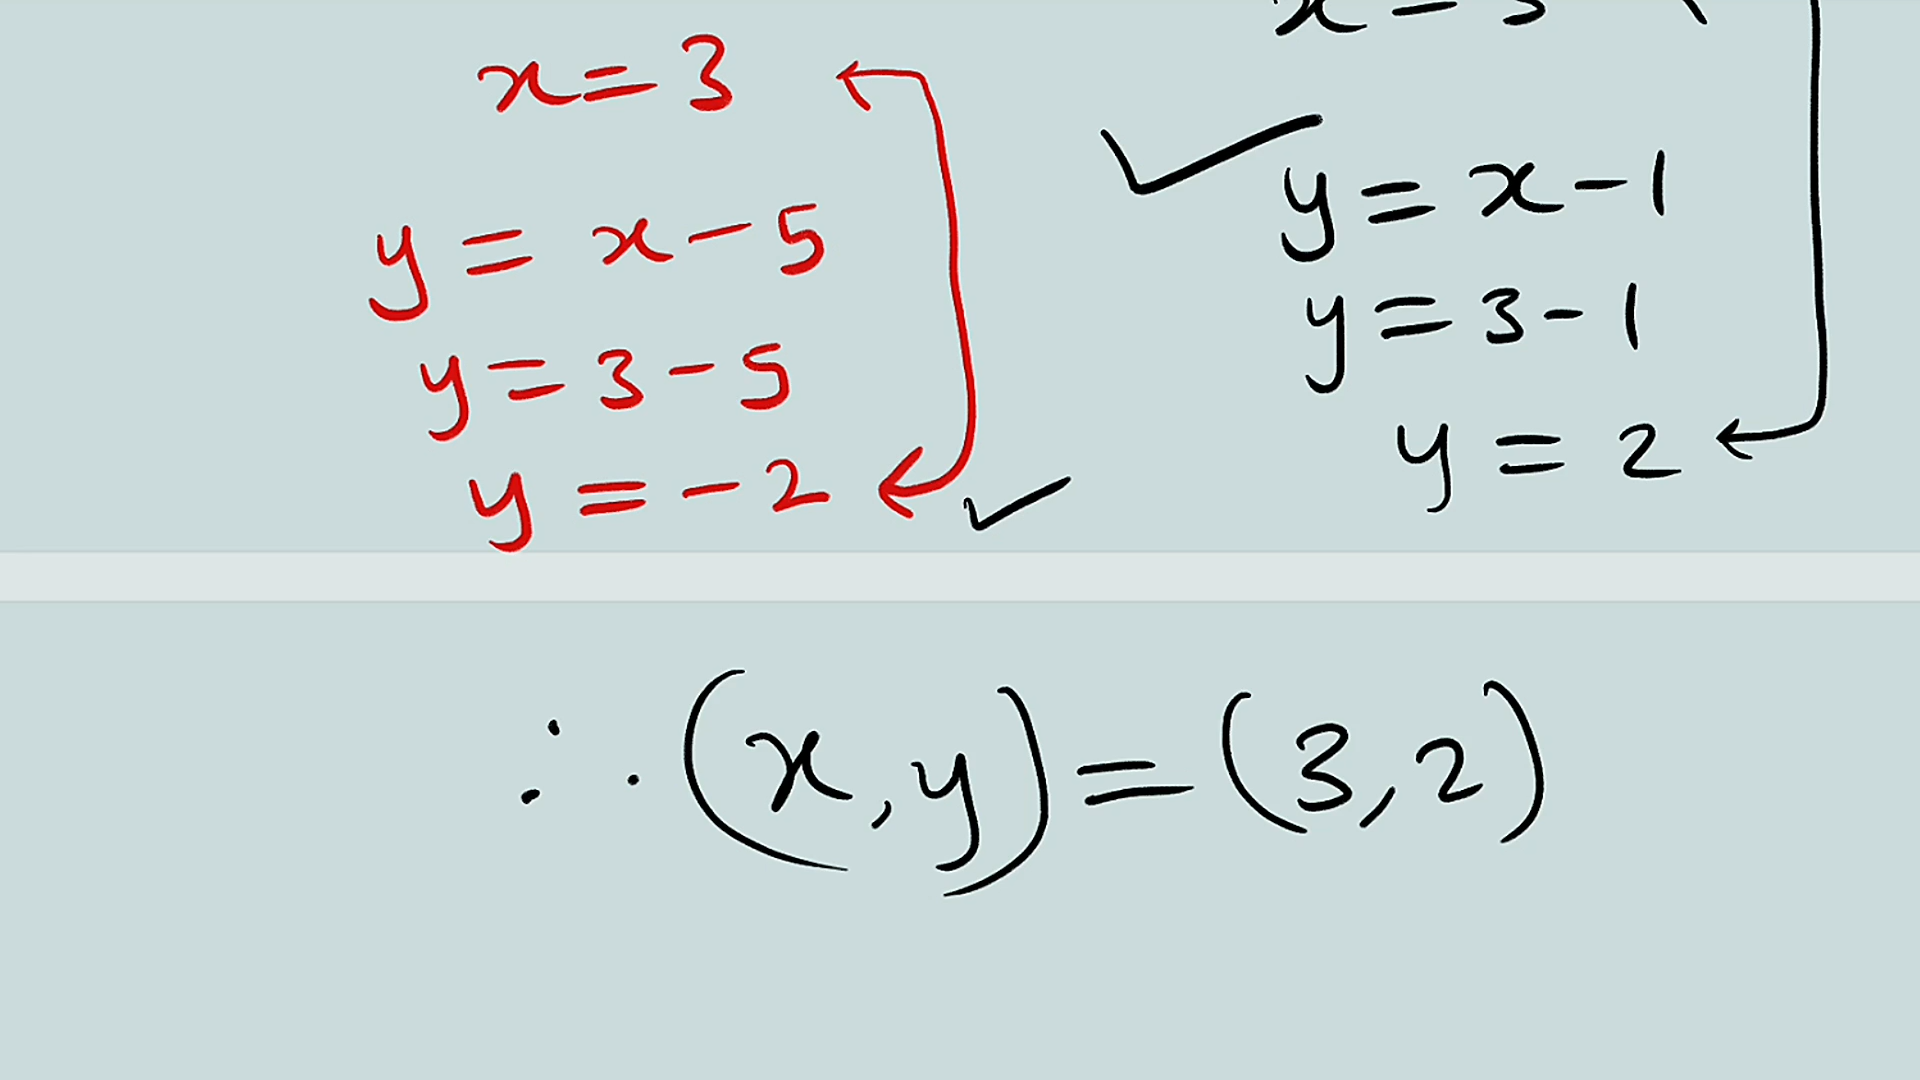 x = 3
y = x - 5
y = 3 - 5
y = - 2
y = x - 1
y = 3 - 1
y = 2
∴ (x, y) = (3, 2)